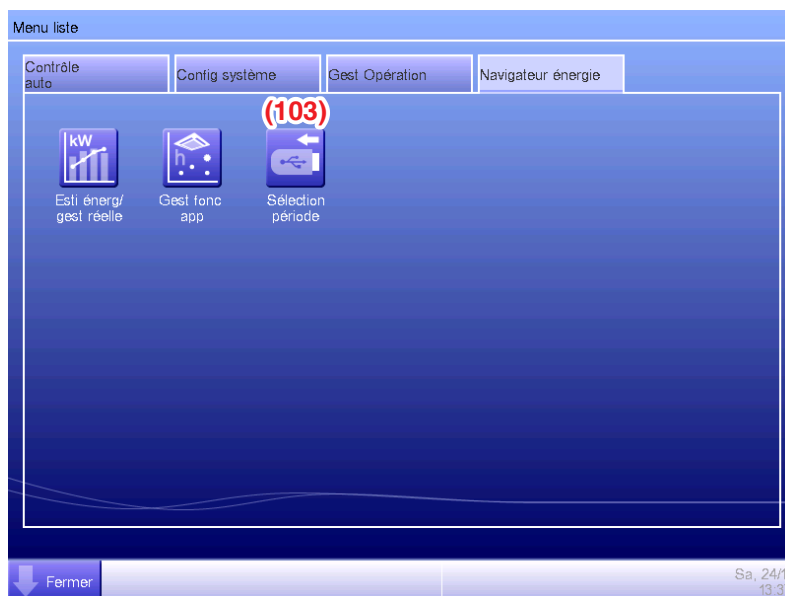 Menu liste
Contrôle
auto
Config système
Gest Opération
Navigateur énergie
(103)
kW
h
Esti énerg/
gest réelle
Gest fonc
app
Sélection
période
Fermer
Sa, 24/1
13:3